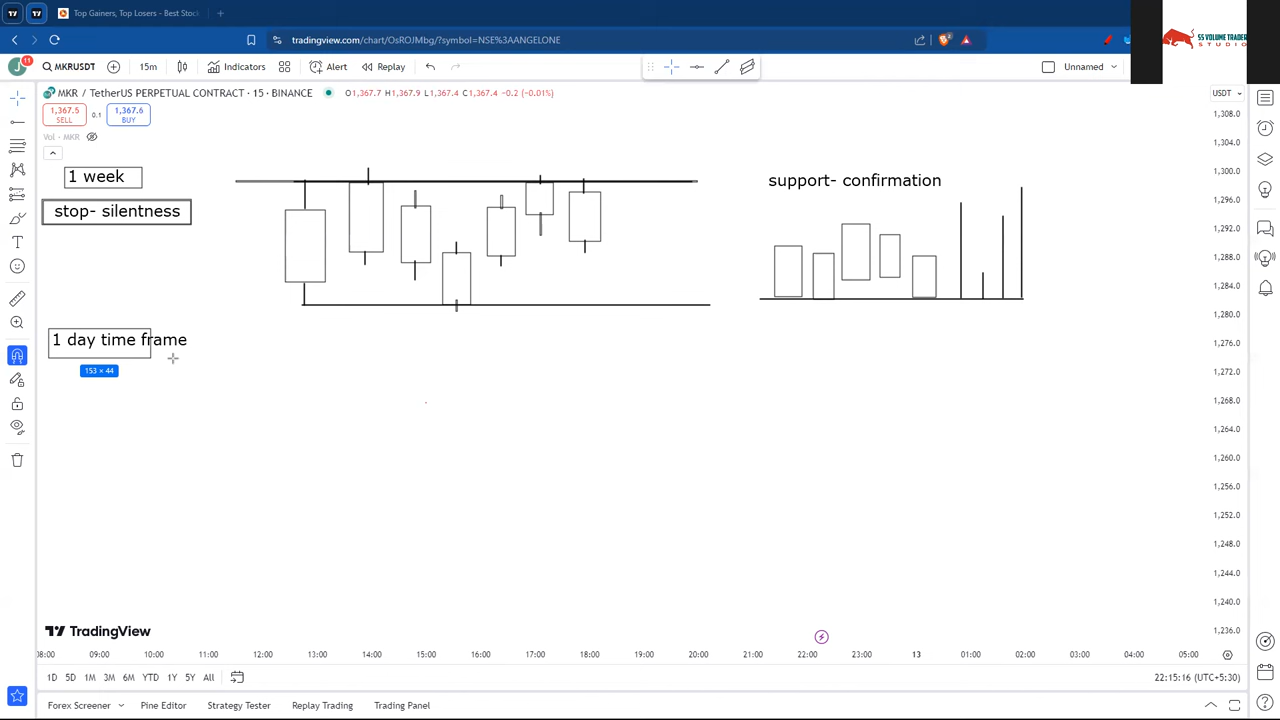 Top Gainers, Top Losers - Best Stoc
tradingview.com/chart/OsROJMbg/?symbol=NSE%3AANGELONE
SS VOLUME TRADER
STUDIO
J 11 MKRUSDT 15m Indicators Alert Replay Unnamed
MKR / TetherUS PERPETUAL CONTRACT · 15 · BINANCE O1,367.7 H1,367.9 L1,367.4 C1,367.4 −0.2 (−0.01%)
USDT
1,367.5 SELL 0.1 1,367.6 BUY
Vol · MKR
1 week
stop- silentness
support- confirmation
1 day time frame
153 × 44
1,308.0
1,304.0
1,300.0
1,296.0
1,292.0
1,288.0
1,284.0
1,280.0
1,276.0
1,272.0
1,268.0
1,264.0
1,260.0
1,256.0
1,252.0
1,248.0
1,244.0
1,240.0
1,236.0
TradingView
08:00 09:00 10:00 11:00 12:00 13:00 14:00 15:00 16:00 17:00 18:00 19:00 20:00 21:00 22:00 23:00 13 01:00 02:00 03:00 04:00 05:00
1D 5D 1M 3M 6M YTD 1Y 5Y All 22:15:16 (UTC+5:30)
Forex Screener Pine Editor Strategy Tester Replay Trading Trading Panel